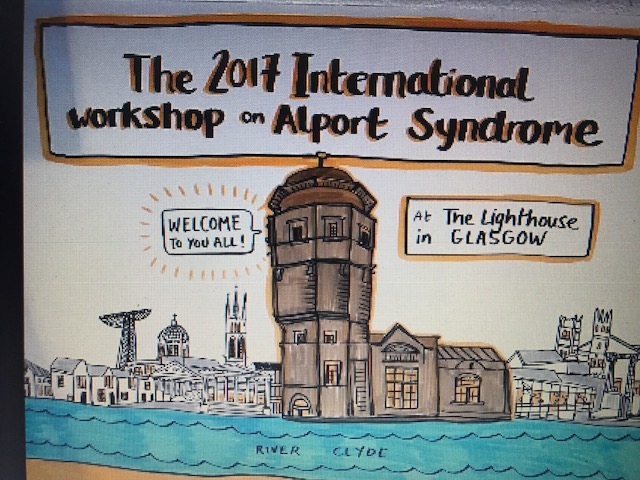 The 2017 International
workshop on Alport Syndrome
WELCOME
TO YOU ALL!
At The Lighthouse
in GLASGOW
RIVER CLYDE